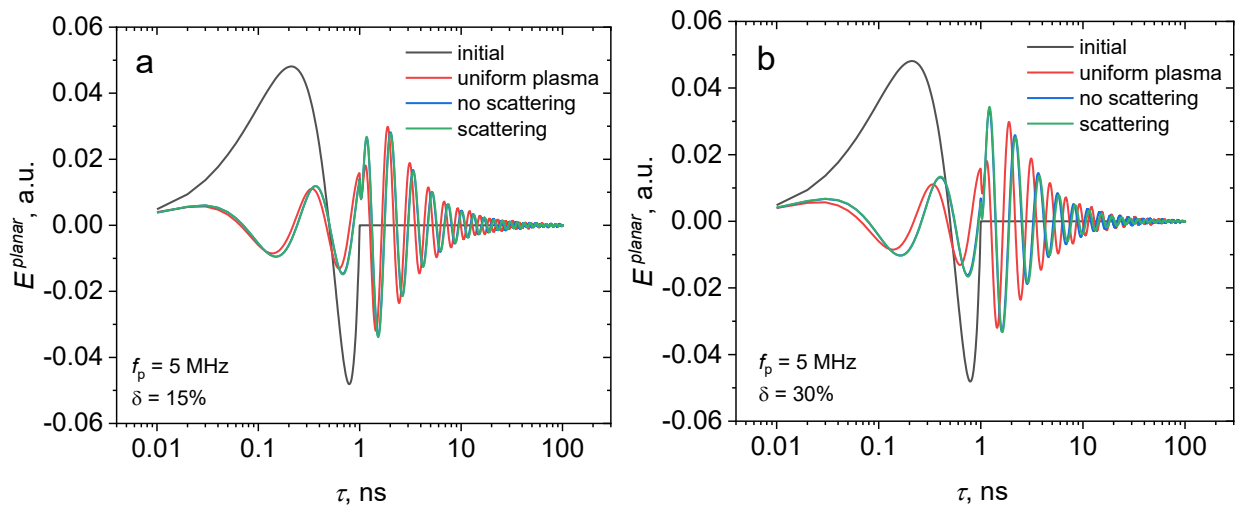 a
initial
uniform plasma
no scattering
scattering
0.06
0.04
0.02
0.00
-0.02
-0.04
-0.06
E^planar, a.u.
f_p = 5 MHz
δ = 15%
0.01 0.1 1 10 100
τ, ns
b
initial
uniform plasma
no scattering
scattering
0.06
0.04
0.02
0.00
-0.02
-0.04
-0.06
E^planar, a.u.
f_p = 5 MHz
δ = 30%
0.01 0.1 1 10 100
τ, ns